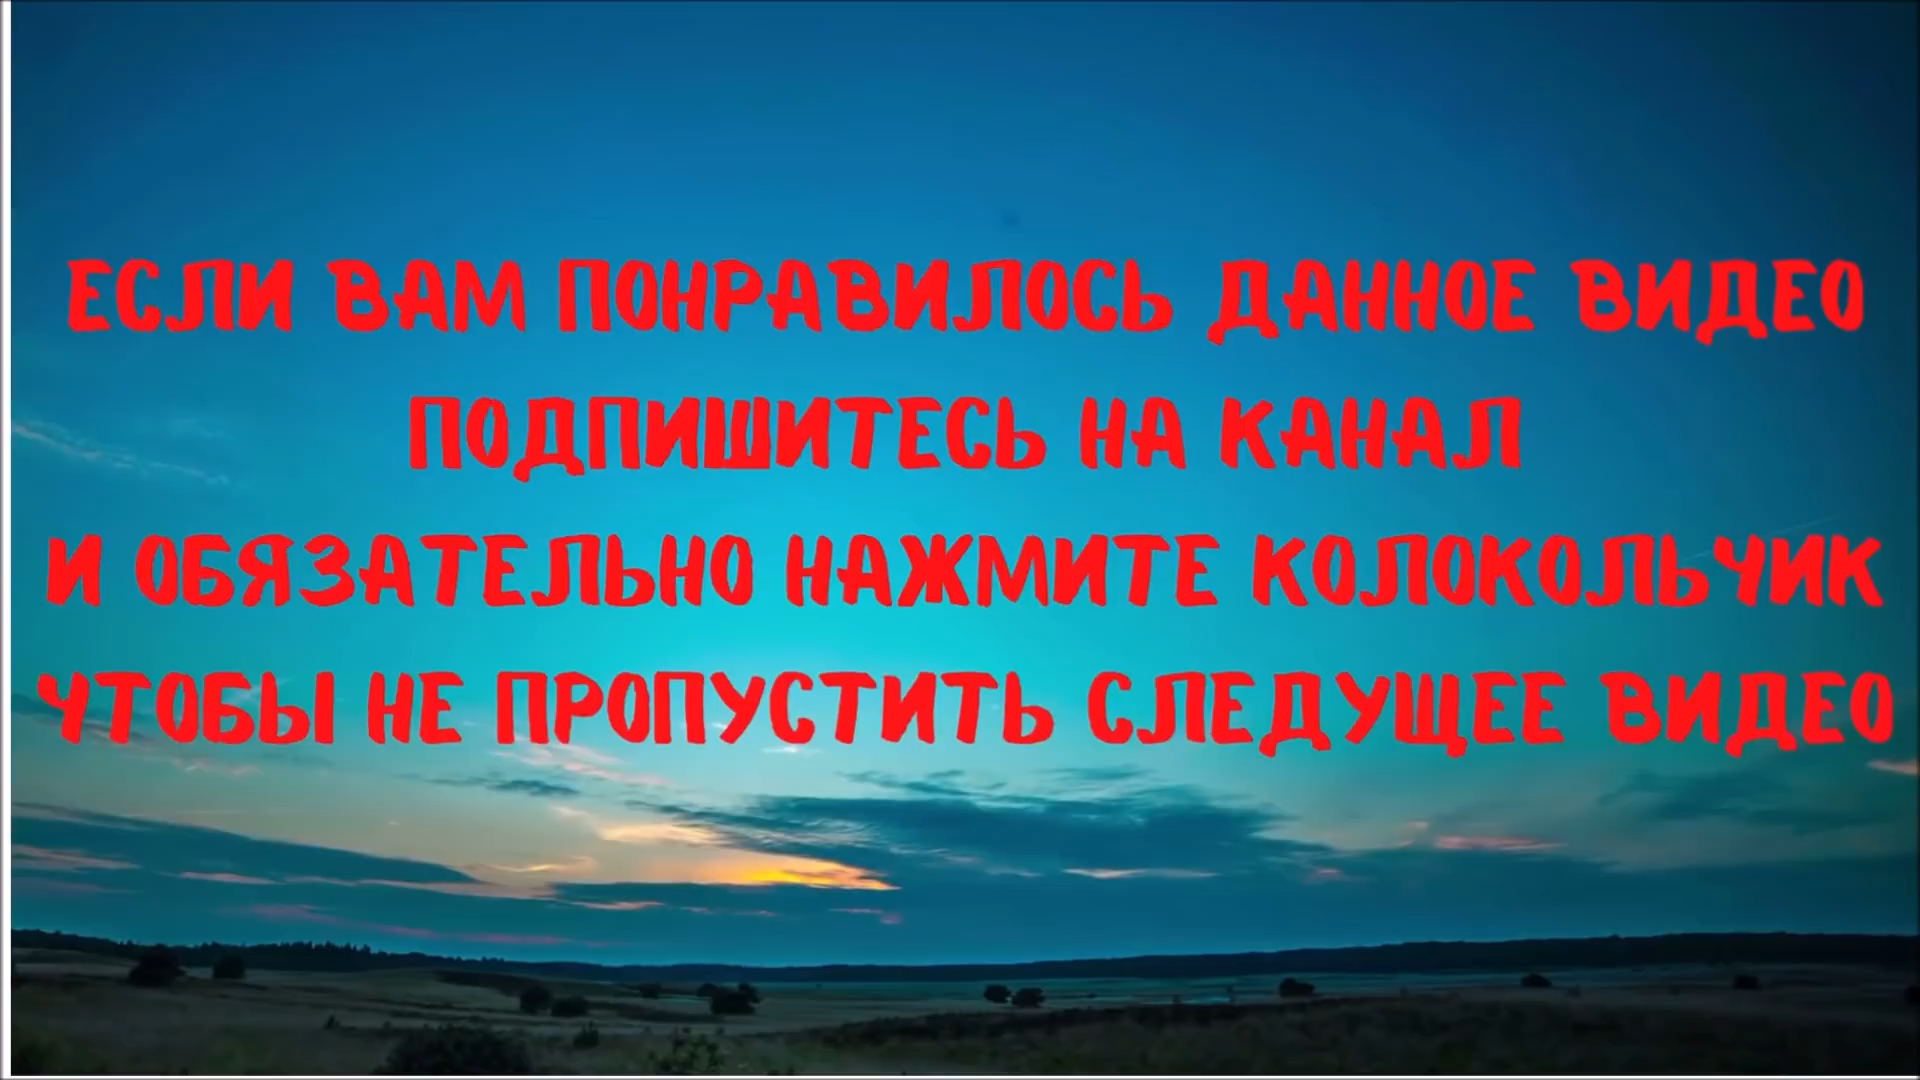 ЕСЛИ ВАМ ПОНРАВИЛОСЬ ДАННОЕ ВИДЕО
ПОДПИШИТЕСЬ НА КАНАЛ
И ОБЯЗАТЕЛЬНО НАЖМИТЕ КОЛОКОЛЬЧИК
ЧТОБЫ НЕ ПРОПУСТИТЬ СЛЕДУЩЕЕ ВИДЕО